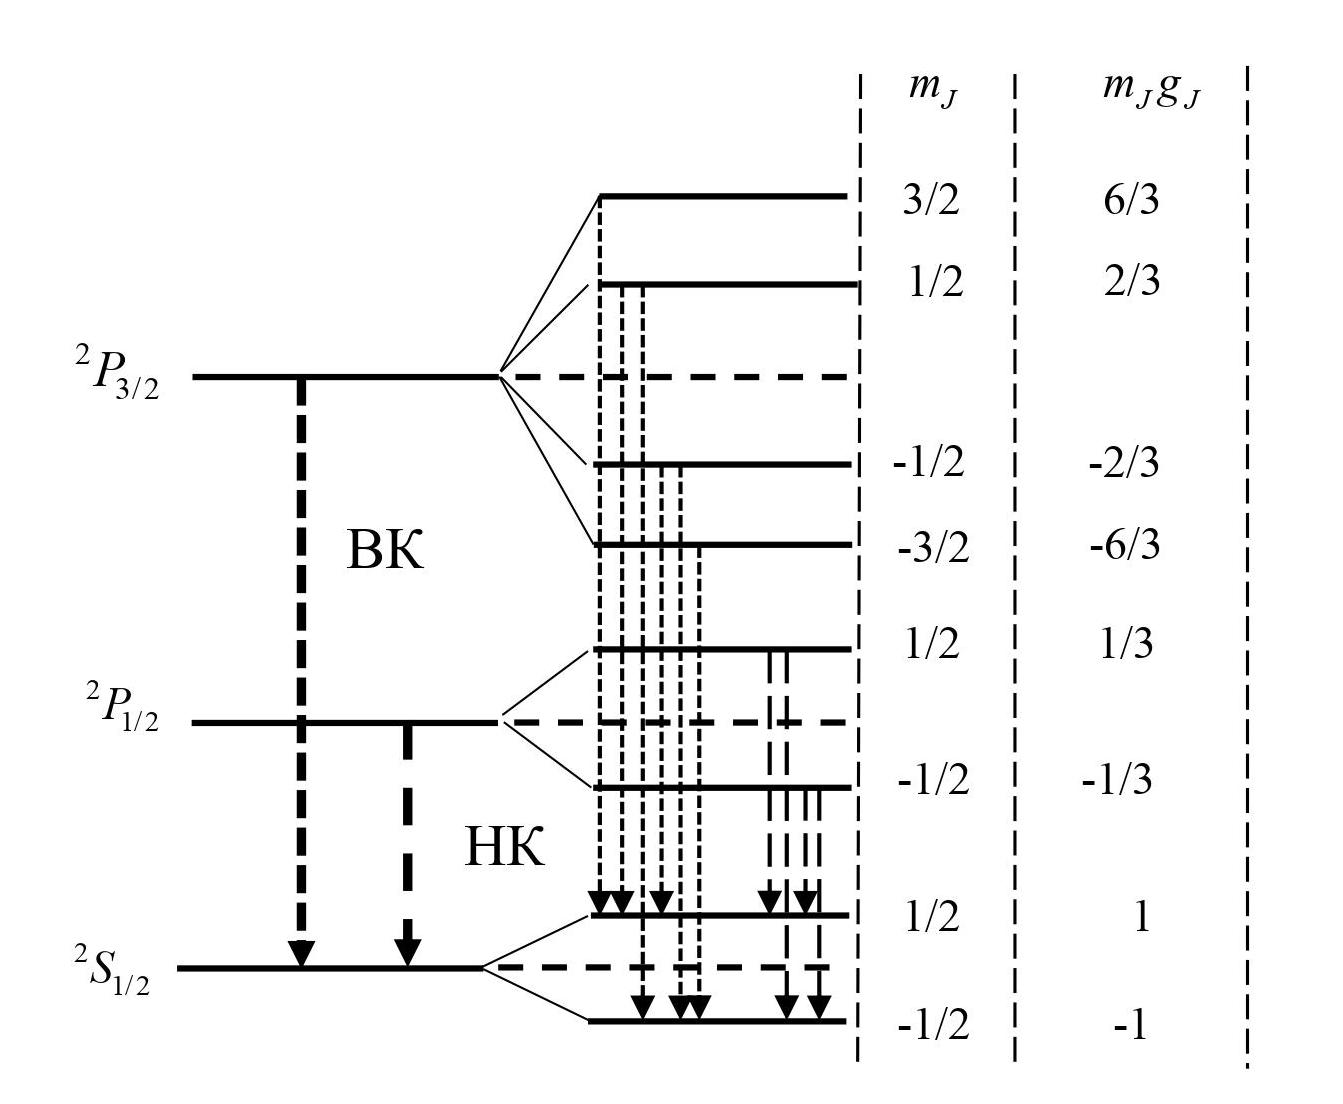 m_J m_J g_J
3/2 6/3
1/2 2/3
²P_3/2
-1/2 -2/3
ВК
-3/2 -6/3
1/2 1/3
²P_1/2
-1/2 -1/3
НК
1/2 1
²S_1/2
-1/2 -1